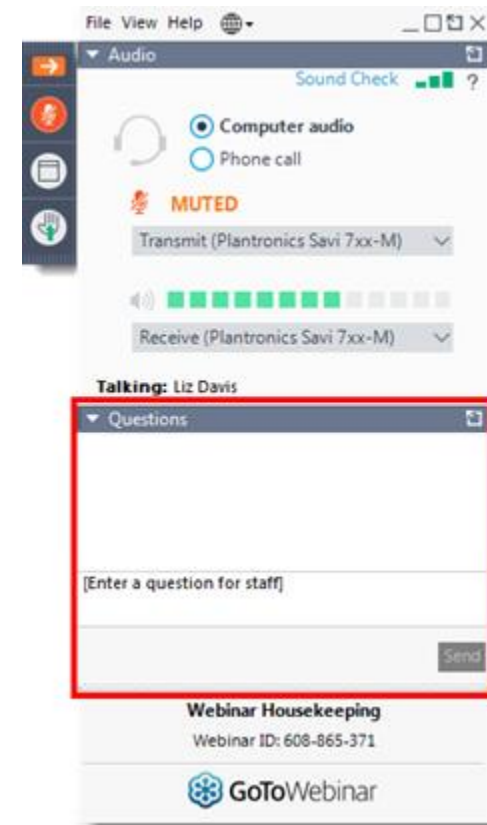 File View Help
Audio
Sound Check ?
Computer audio
Phone call
MUTED
Transmit (Plantronics Savi 7xx-M)
Receive (Plantronics Savi 7xx-M)
Talking: Liz Davis
Questions
[Enter a question for staff]
Send
Webinar Housekeeping
Webinar ID: 608-865-371
GoToWebinar